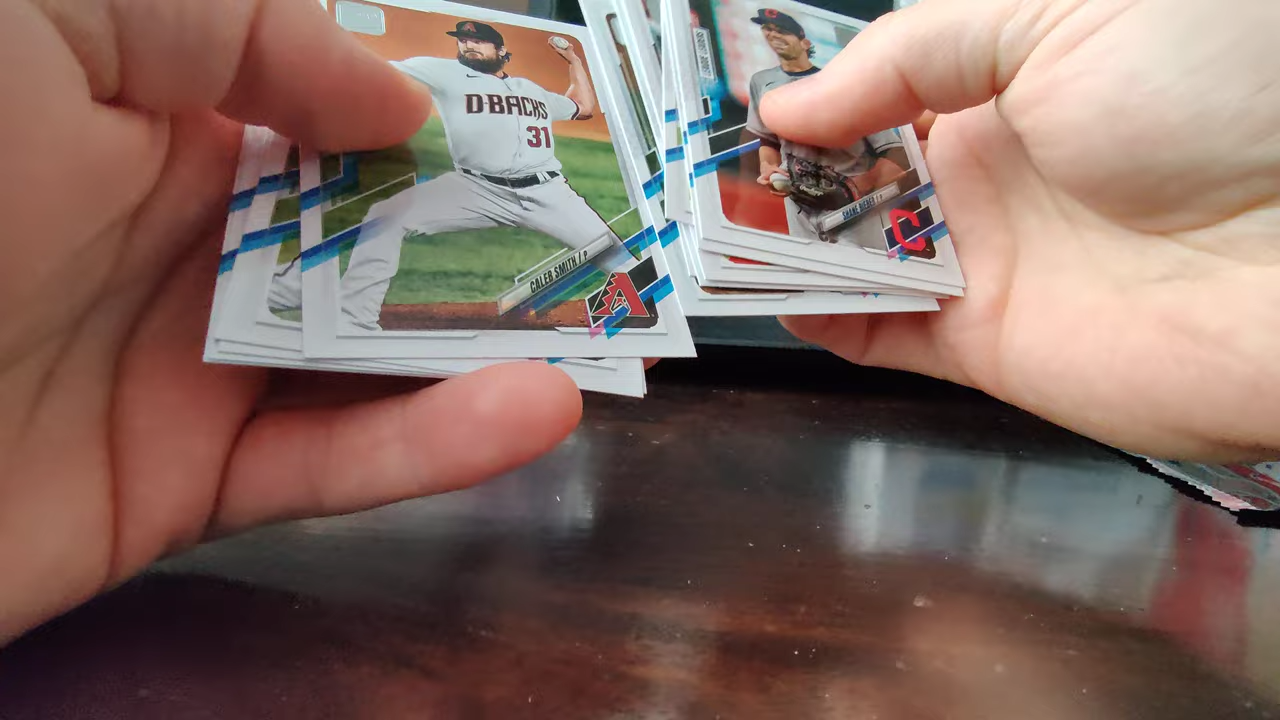 D-BACKS
31
CALEB SMITH / P
SHANE BIEBER / P
C